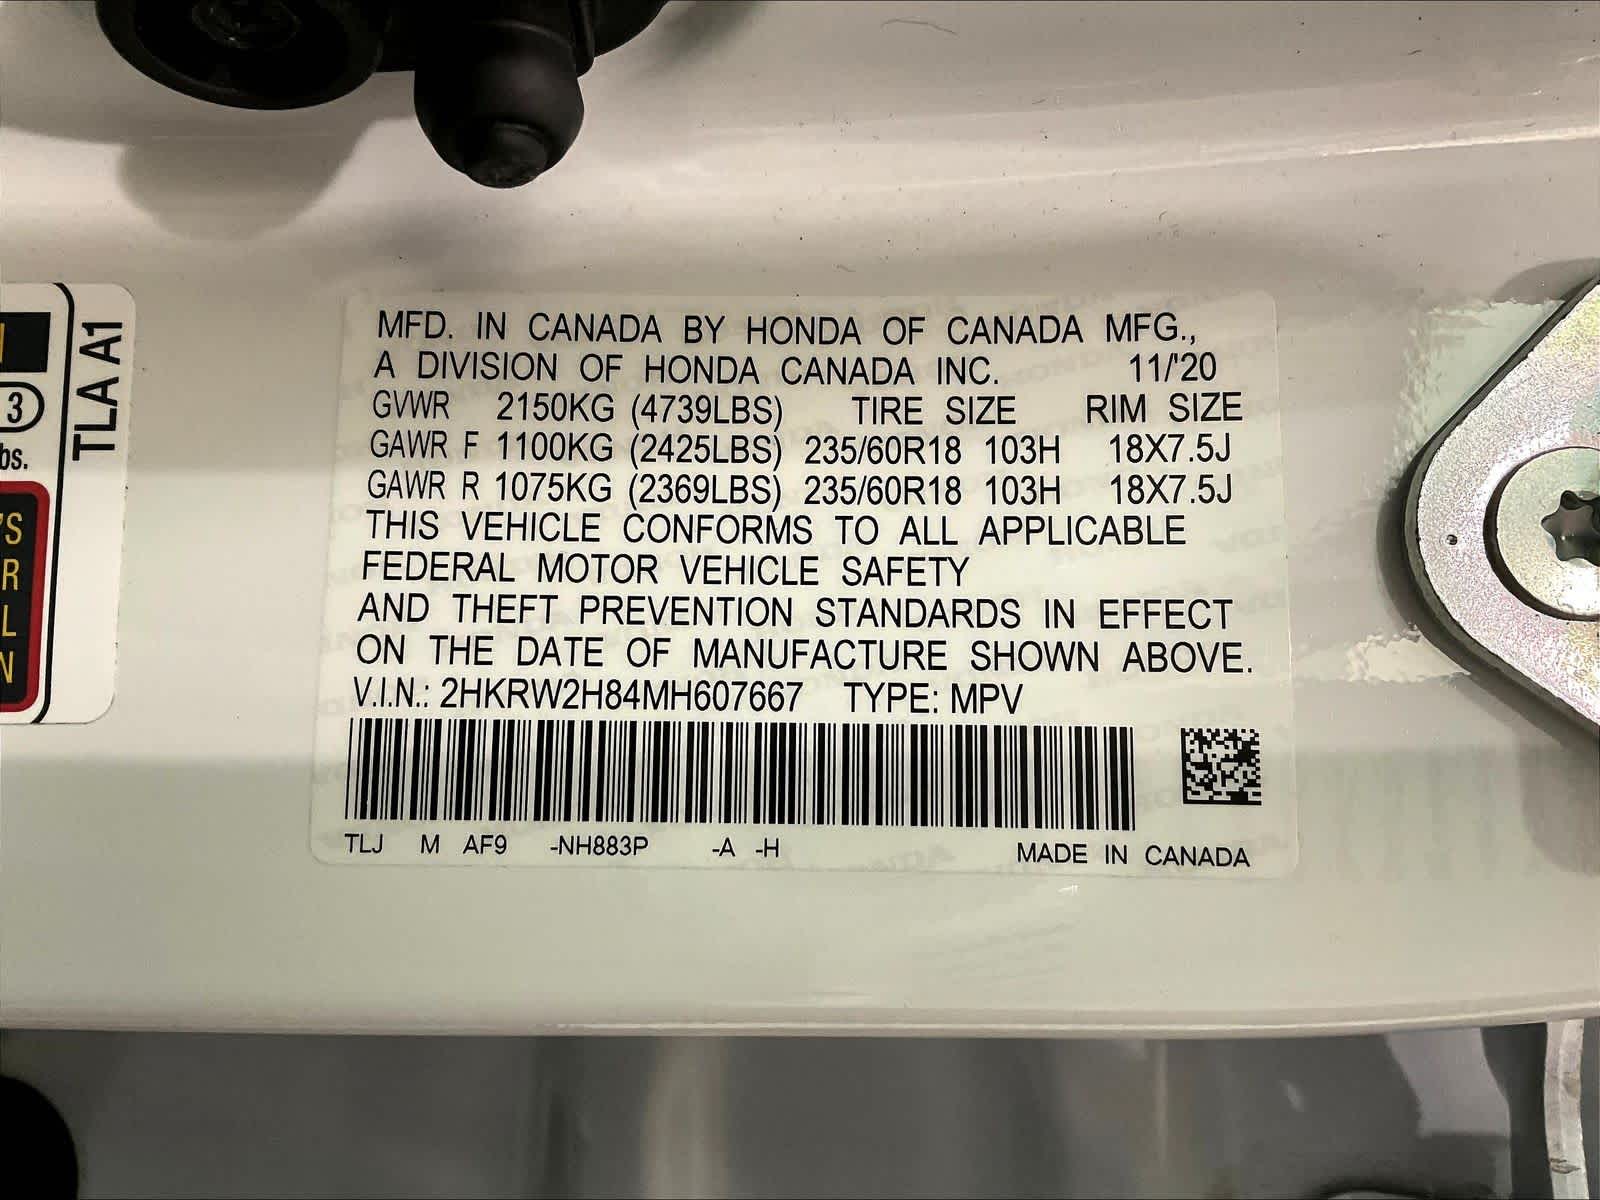 MFD. IN CANADA BY HONDA OF CANADA MFG.,
A DIVISION OF HONDA CANADA INC. 11/'20
GVWR 2150KG (4739LBS) TIRE SIZE RIM SIZE
GAWR F 1100KG (2425LBS) 235/60R18 103H 18X7.5J
GAWR R 1075KG (2369LBS) 235/60R18 103H 18X7.5J
THIS VEHICLE CONFORMS TO ALL APPLICABLE
FEDERAL MOTOR VEHICLE SAFETY
AND THEFT PREVENTION STANDARDS IN EFFECT
ON THE DATE OF MANUFACTURE SHOWN ABOVE.
V.I.N.: 2HKRW2H84MH607667 TYPE: MPV
TLJ M AF9 -NH883P -A -H MADE IN CANADA
TLA A1
3
bs.
'S
R
L
N